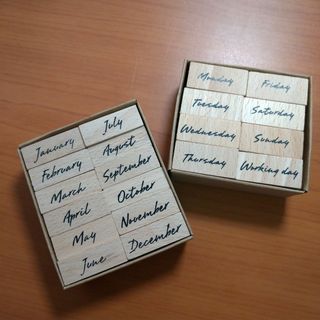 January
February
March
April
May
June
July
August
September
October
November
December
Monday
Tuesday
Wednesday
Thursday
Friday
Saturday
Sunday
Working day